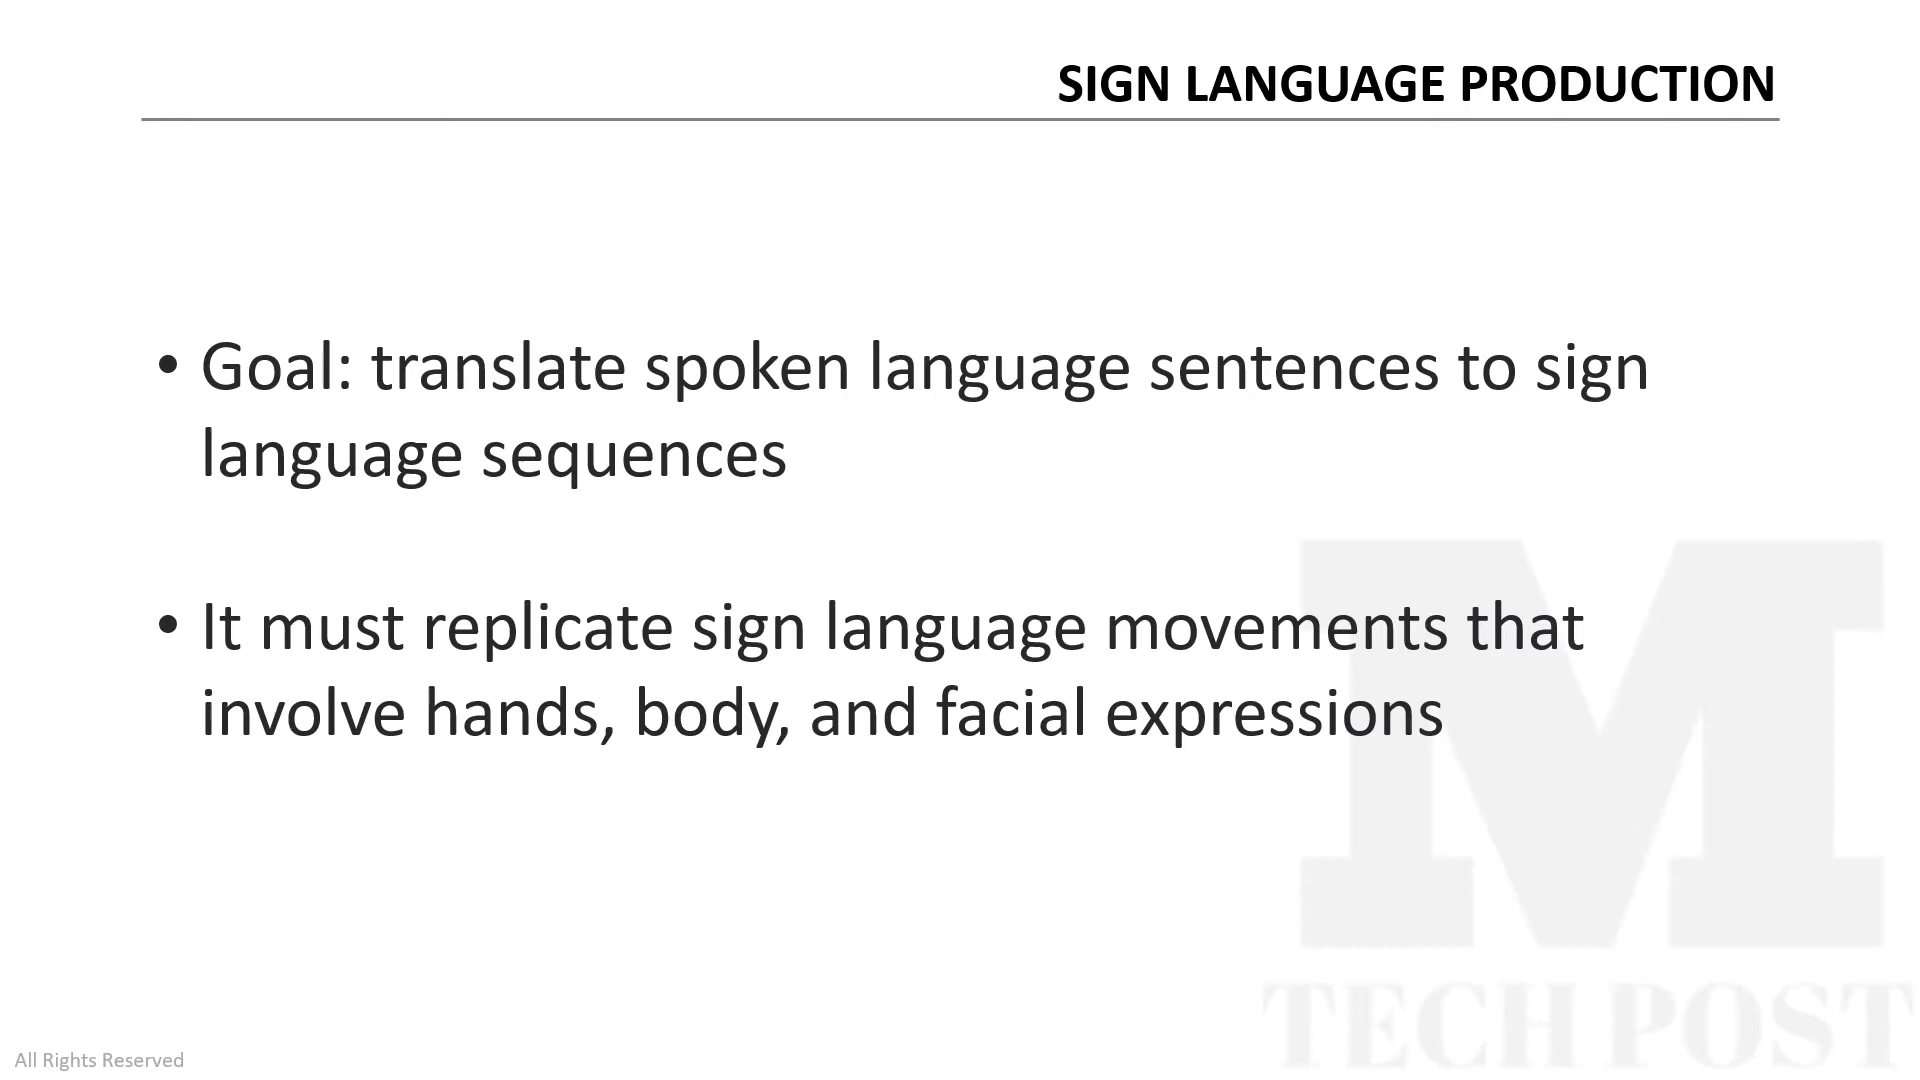 SIGN LANGUAGE PRODUCTION
• Goal: translate spoken language sentences to sign
language sequences
• It must replicate sign language movements that
involve hands, body, and facial expressions
M
TECH POST
All Rights Reserved